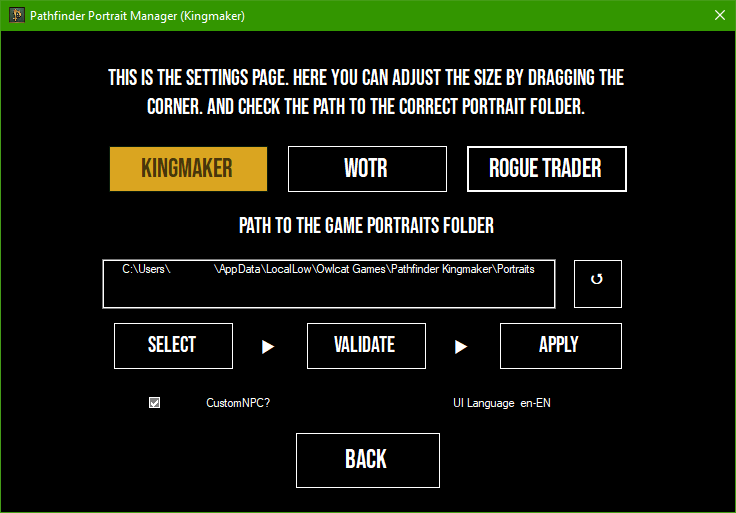 Pathfinder Portrait Manager (Kingmaker)
THIS IS THE SETTINGS PAGE. HERE YOU CAN ADJUST THE SIZE BY DRAGGING THE
CORNER. AND CHECK THE PATH TO THE CORRECT PORTRAIT FOLDER.
KINGMAKER WOTR ROGUE TRADER
PATH TO THE GAME PORTRAITS FOLDER
C:\Users\ \AppData\LocalLow\Owlcat Games\Pathfinder Kingmaker\Portraits
SELECT VALIDATE APPLY
CustomNPC? UI Language en-EN
BACK